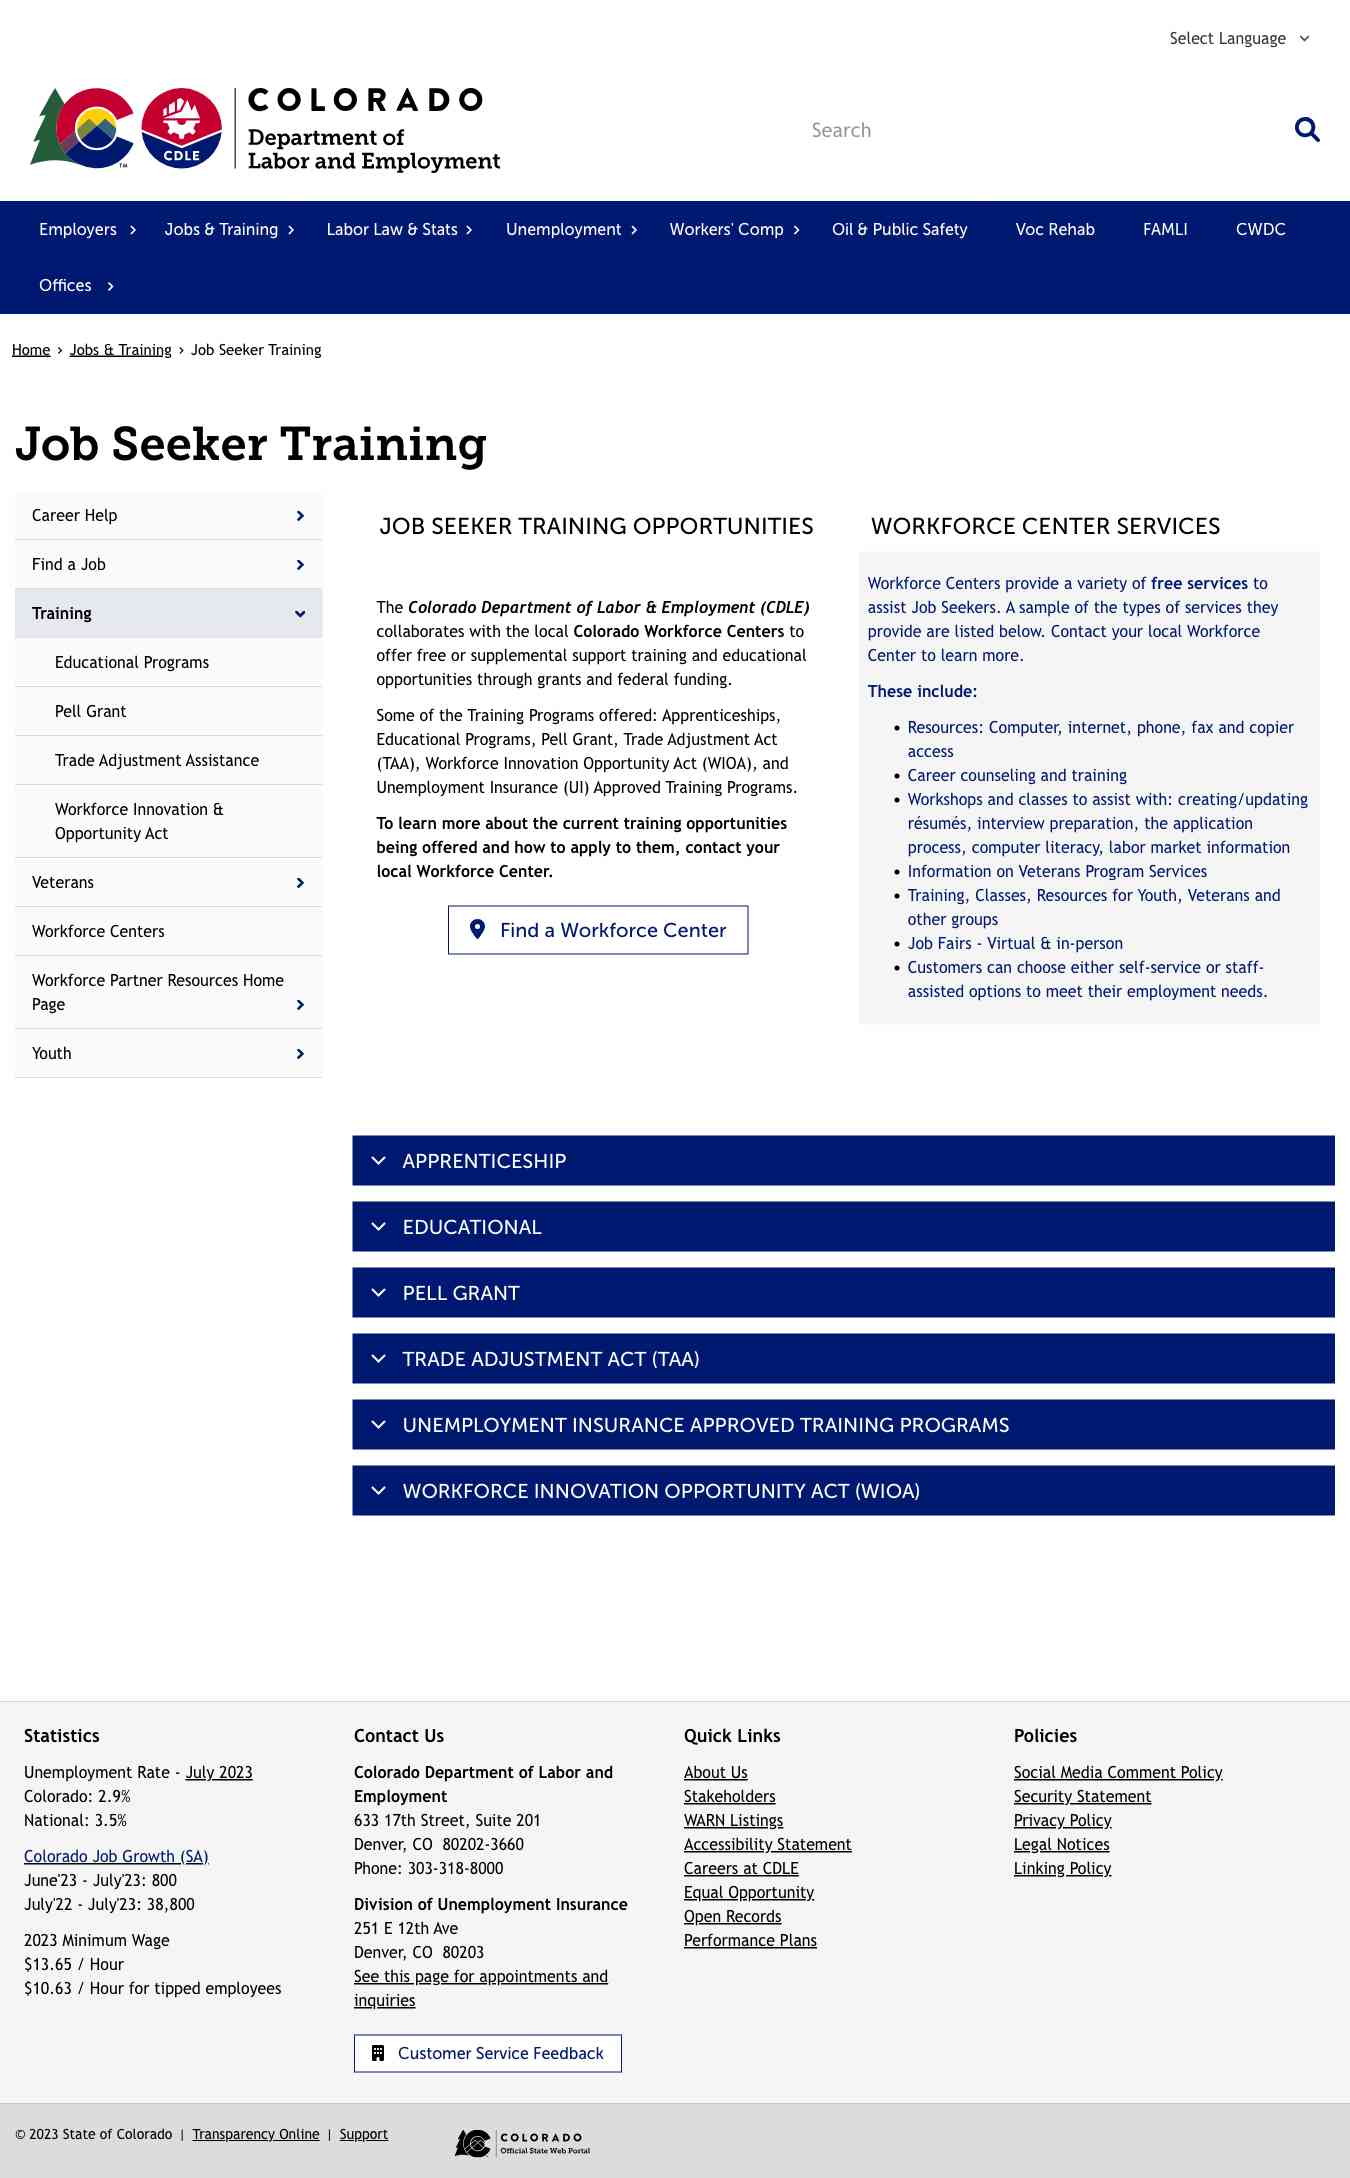 Select Language
COLORADO
Department of
Labor and Employment
CDLE
TM
Search
Employers
Jobs & Training
Labor Law & Stats
Unemployment
Workers' Comp
Oil & Public Safety
Voc Rehab
FAMLI
CWDC
Offices
Home › Jobs & Training › Job Seeker Training
Job Seeker Training
Career Help
Find a Job
Training
Educational Programs
Pell Grant
Trade Adjustment Assistance
Workforce Innovation &
Opportunity Act
Veterans
Workforce Centers
Workforce Partner Resources Home
Page
Youth
JOB SEEKER TRAINING OPPORTUNITIES
The Colorado Department of Labor & Employment (CDLE)
collaborates with the local Colorado Workforce Centers to
offer free or supplemental support training and educational
opportunities through grants and federal funding.
Some of the Training Programs offered: Apprenticeships,
Educational Programs, Pell Grant, Trade Adjustment Act
(TAA), Workforce Innovation Opportunity Act (WIOA), and
Unemployment Insurance (UI) Approved Training Programs.
To learn more about the current training opportunities
being offered and how to apply to them, contact your
local Workforce Center.
Find a Workforce Center
WORKFORCE CENTER SERVICES
Workforce Centers provide a variety of free services to
assist Job Seekers. A sample of the types of services they
provide are listed below. Contact your local Workforce
Center to learn more.
These include:
• Resources: Computer, internet, phone, fax and copier
access
• Career counseling and training
• Workshops and classes to assist with: creating/updating
résumés, interview preparation, the application
process, computer literacy, labor market information
• Information on Veterans Program Services
• Training, Classes, Resources for Youth, Veterans and
other groups
• Job Fairs - Virtual & in-person
• Customers can choose either self-service or staff-
assisted options to meet their employment needs.
APPRENTICESHIP
EDUCATIONAL
PELL GRANT
TRADE ADJUSTMENT ACT (TAA)
UNEMPLOYMENT INSURANCE APPROVED TRAINING PROGRAMS
WORKFORCE INNOVATION OPPORTUNITY ACT (WIOA)
Statistics
Unemployment Rate - July 2023
Colorado: 2.9%
National: 3.5%
Colorado Job Growth (SA)
June'23 - July'23: 800
July'22 - July'23: 38,800
2023 Minimum Wage
$13.65 / Hour
$10.63 / Hour for tipped employees
Contact Us
Colorado Department of Labor and
Employment
633 17th Street, Suite 201
Denver, CO  80202-3660
Phone: 303-318-8000
Division of Unemployment Insurance
251 E 12th Ave
Denver, CO  80203
See this page for appointments and
inquiries
Customer Service Feedback
Quick Links
About Us
Stakeholders
WARN Listings
Accessibility Statement
Careers at CDLE
Equal Opportunity
Open Records
Performance Plans
Policies
Social Media Comment Policy
Security Statement
Privacy Policy
Legal Notices
Linking Policy
© 2023 State of Colorado | Transparency Online | Support
COLORADO
Official State Web Portal